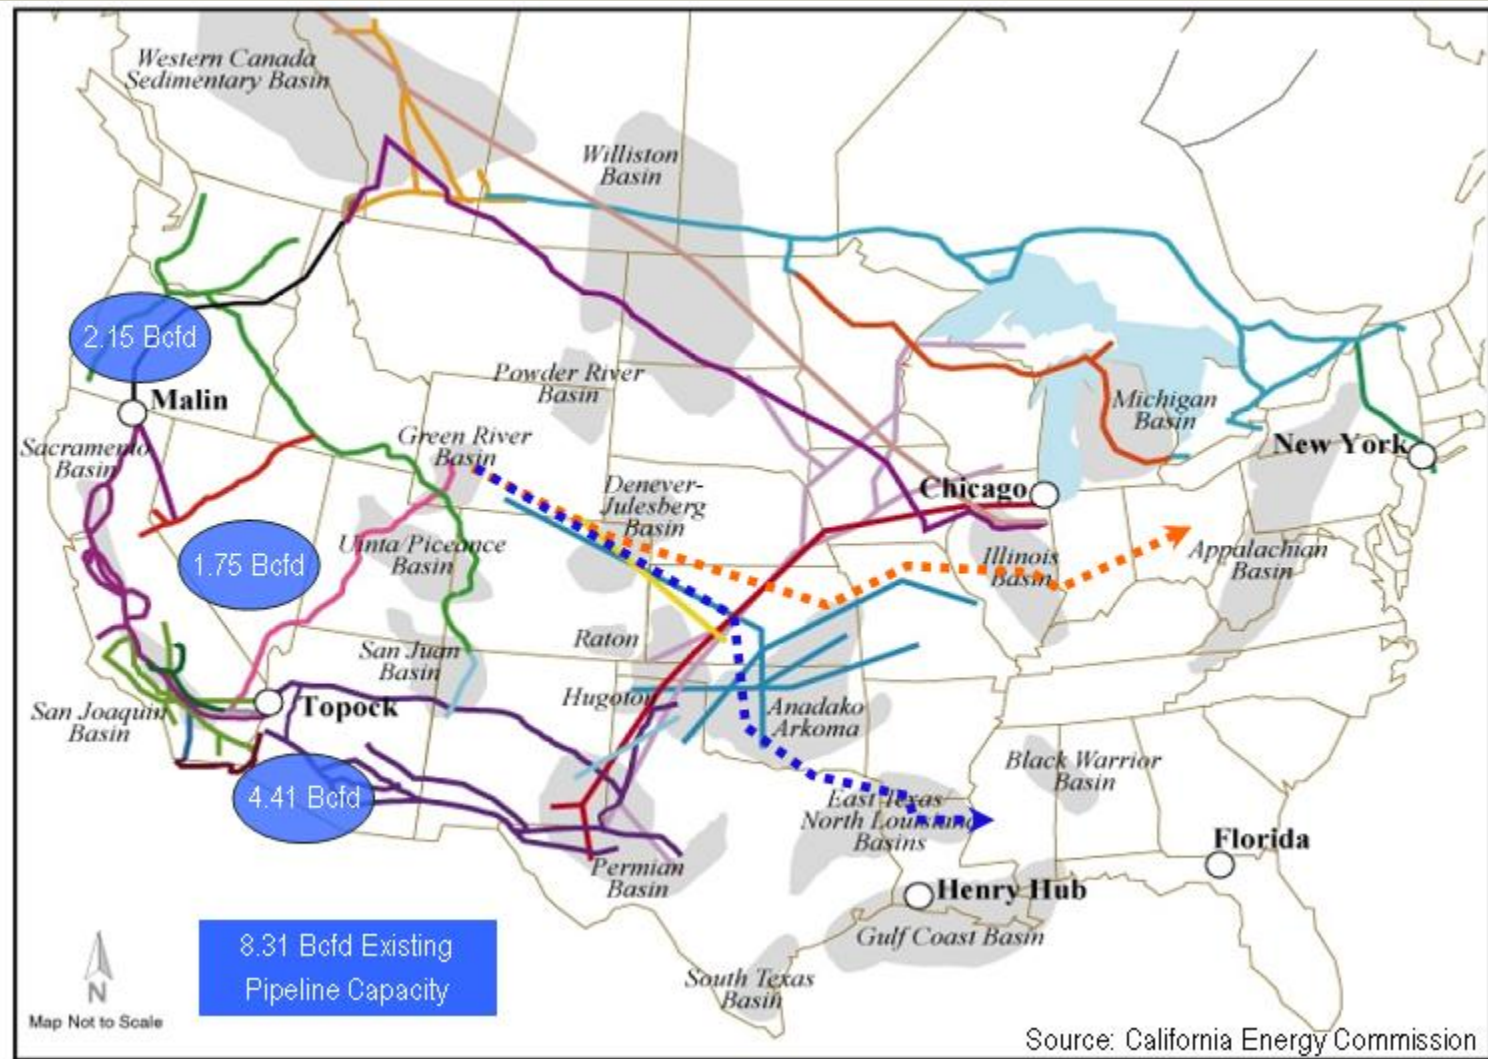 Western Canada
Sedimentary Basin
Williston
Basin
2.15 Bcfd
Malin
Powder River
Basin
Michigan
Basin
Sacramento
Basin
Green River
Basin
New York
Denever-
Julesberg
Basin
Chicago
1.75 Bcfd
Uinta Piceance
Basin
Illinois
Basin
Appalachian
Basin
Raton
San Juan
Basin
Hugoton
San Joaquin
Basin
Topock
Anadako
Arkoma
4.41 Bcfd
Black Warrior
Basin
East Texas
North Louisiana
Basins
Florida
Permian
Basin
Henry Hub
8.31 Bcfd Existing
Pipeline Capacity
Gulf Coast Basin
South Texas
Basin
N
Map Not to Scale
Source: California Energy Commission